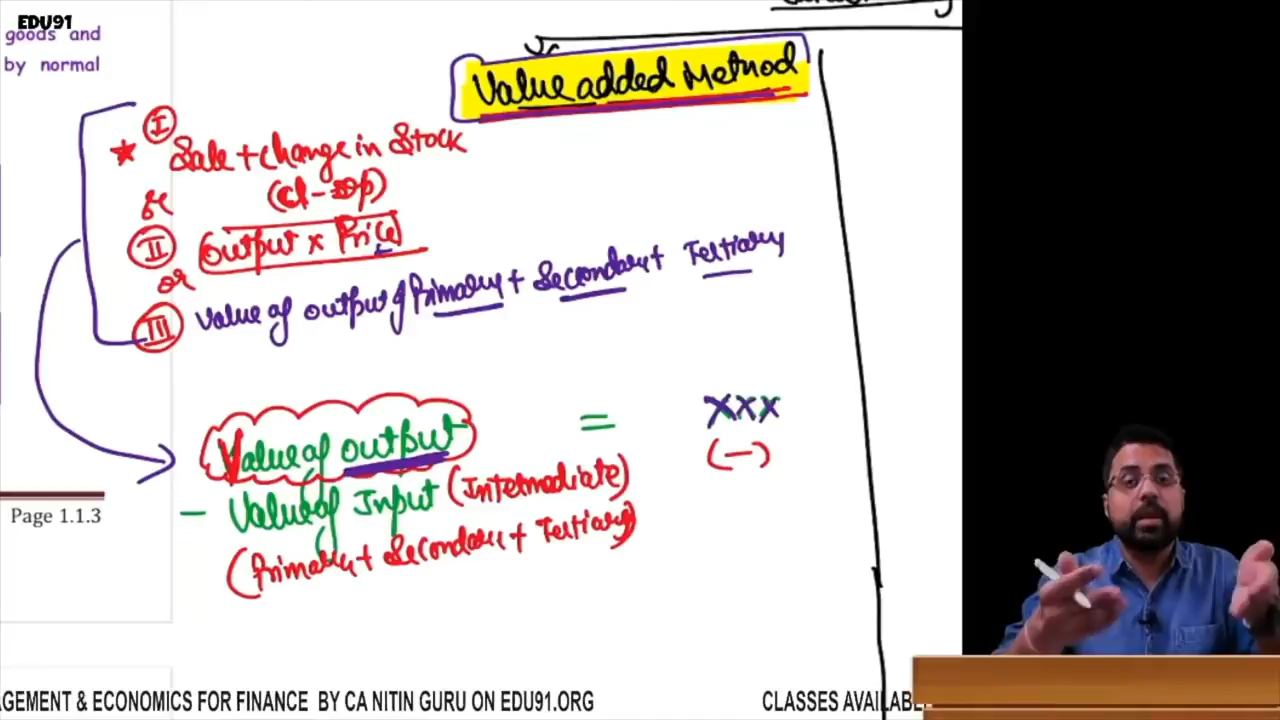 EDU91
goods and
by normal
Value added Method
I
Sale + change in Stock
(cl - op)
or
II Output x Price
or
III Value of output of Primary + Secondary + Tertiary
Value of output = xxx
- Value of Input (Intermediate) (-)
(Primary + Secondary + Tertiary)
Page 1.1.3
AGEMENT & ECONOMICS FOR FINANCE BY CA NITIN GURU ON EDU91.ORG
CLASSES AVAILABL